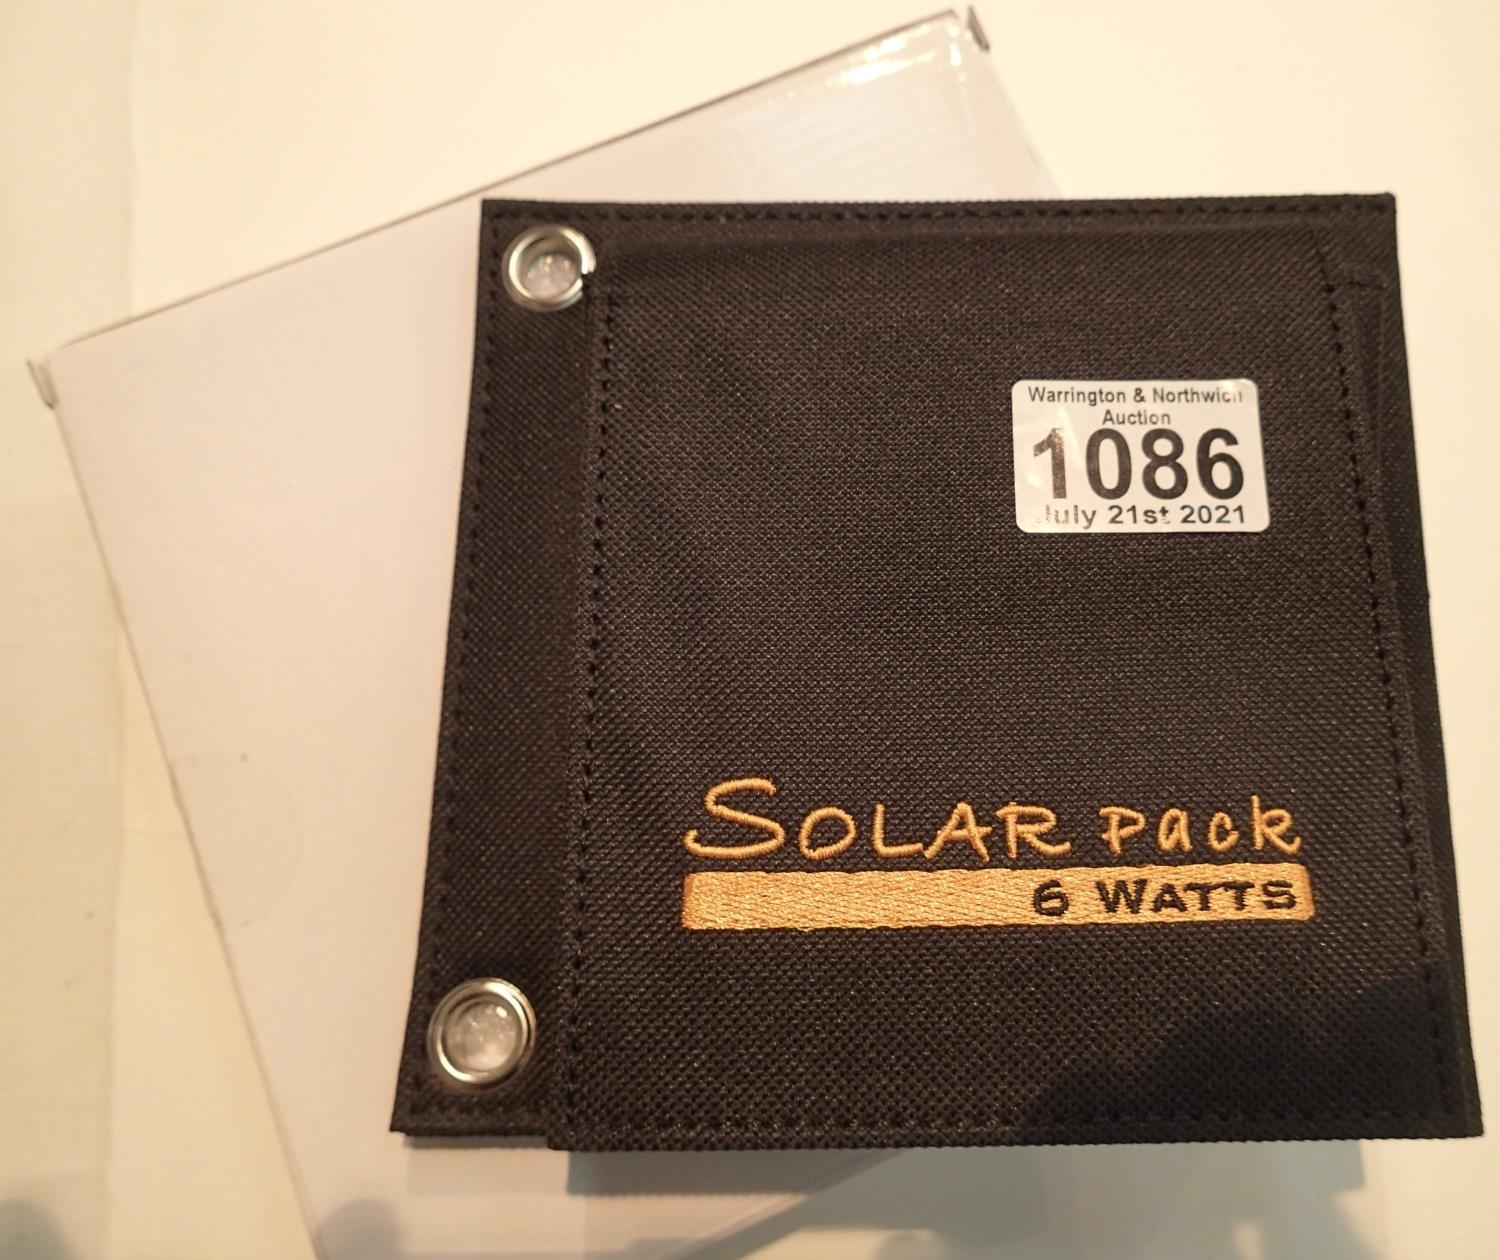 Warrington & Northwich
Auction
1086
July 21st 2021
SOLAR Pack
6 WATTS